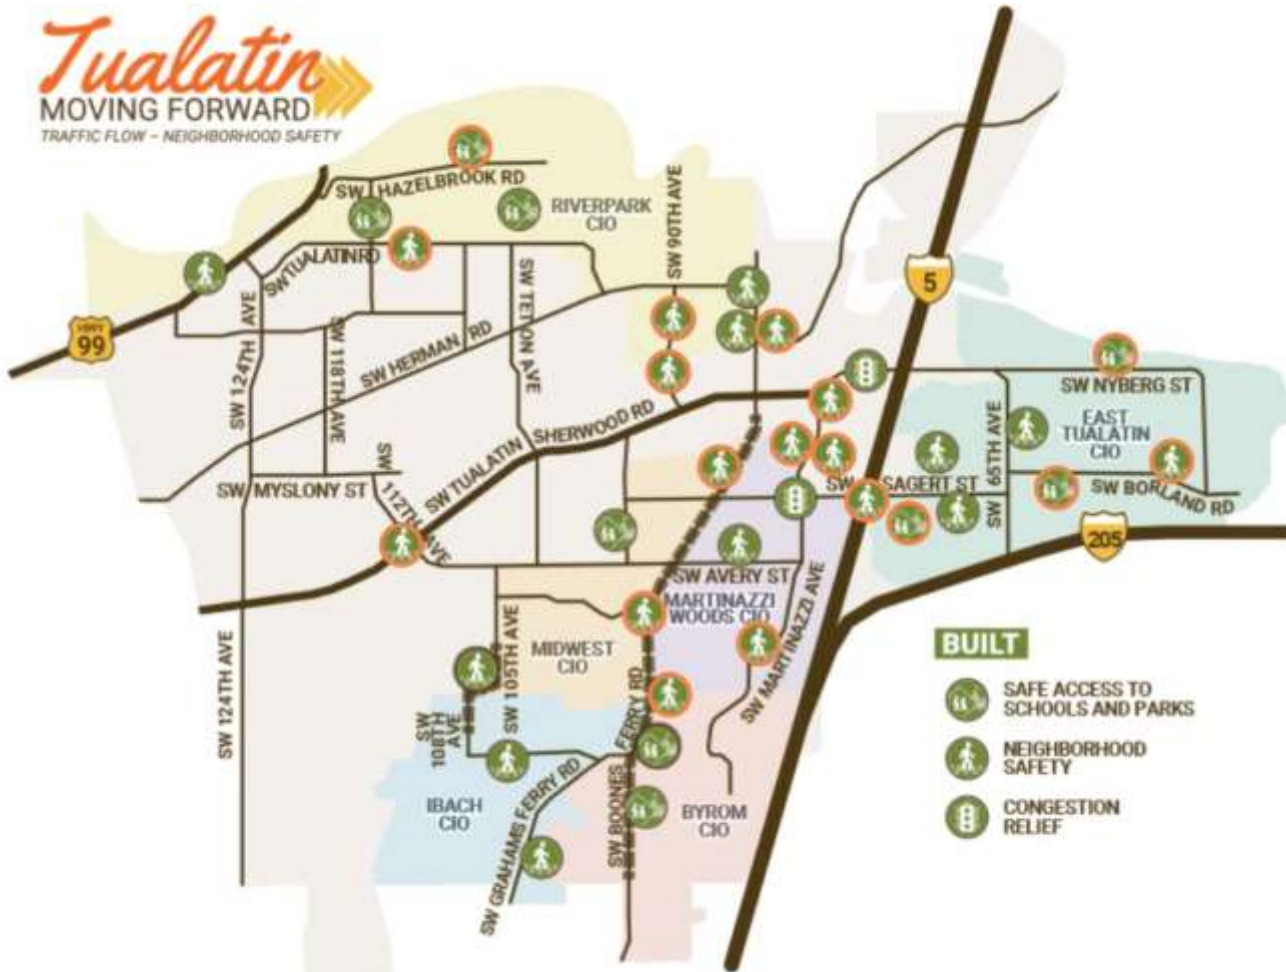 Tualatin
MOVING FORWARD
TRAFFIC FLOW – NEIGHBORHOOD SAFETY
SW HAZELBROOK RD
RIVERPARK
CIO
SW 90TH AVE
SW TUALATIN RD
SW TETON AVE
5
HWY
99
SW 124TH AVE
SW 118TH AVE
SW HERMAN RD
SW NYBERG ST
SW TUALATIN SHERWOOD RD
EAST
TUALATIN
CIO
SW 65TH AVE
SW MYSLONY ST
SW 112TH AVE
SW SAGERT ST
SW BORLAND RD
205
SW AVERY ST
MARTINAZZI
WOODS CIO
SW MARTINAZZI AVE
MIDWEST
CIO
SW 124TH AVE
SW 105TH AVE
SW
108TH
AVE
SW BOONES FERRY RD
IBACH
CIO
SW GRAHAMS FERRY RD
BYROM
CIO
BUILT
SAFE ACCESS TO
SCHOOLS AND PARKS
NEIGHBORHOOD
SAFETY
CONGESTION
RELIEF